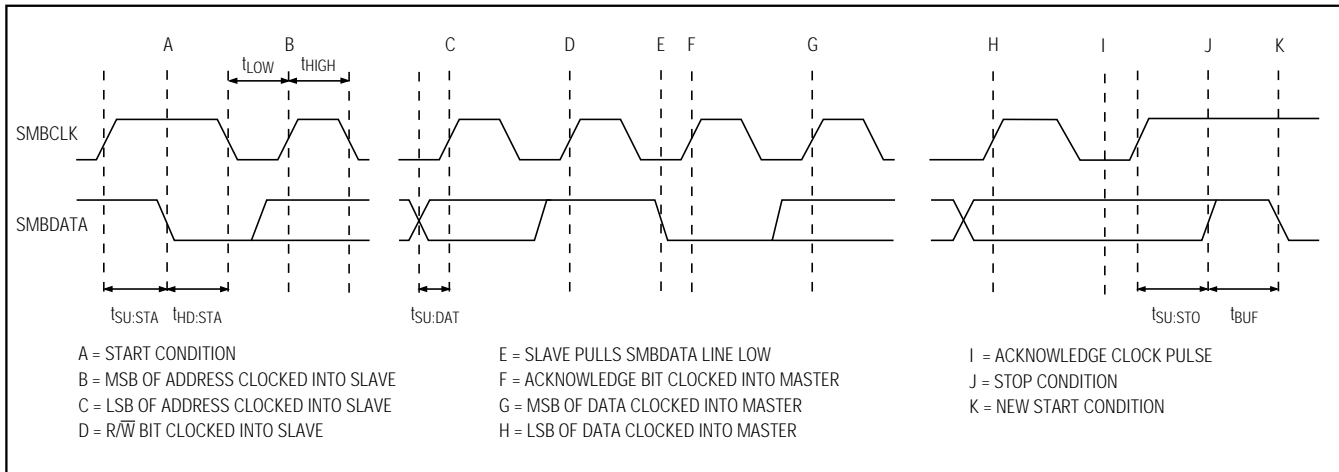 A B C D E F G H I J K
tLOW tHIGH
SMBCLK
SMBDATA
tSU:STA tHD:STA tSU:DAT tSU:STO tBUF
A = START CONDITION
B = MSB OF ADDRESS CLOCKED INTO SLAVE
C = LSB OF ADDRESS CLOCKED INTO SLAVE
D = R/W̅ BIT CLOCKED INTO SLAVE
E = SLAVE PULLS SMBDATA LINE LOW
F = ACKNOWLEDGE BIT CLOCKED INTO MASTER
G = MSB OF DATA CLOCKED INTO MASTER
H = LSB OF DATA CLOCKED INTO MASTER
I = ACKNOWLEDGE CLOCK PULSE
J = STOP CONDITION
K = NEW START CONDITION